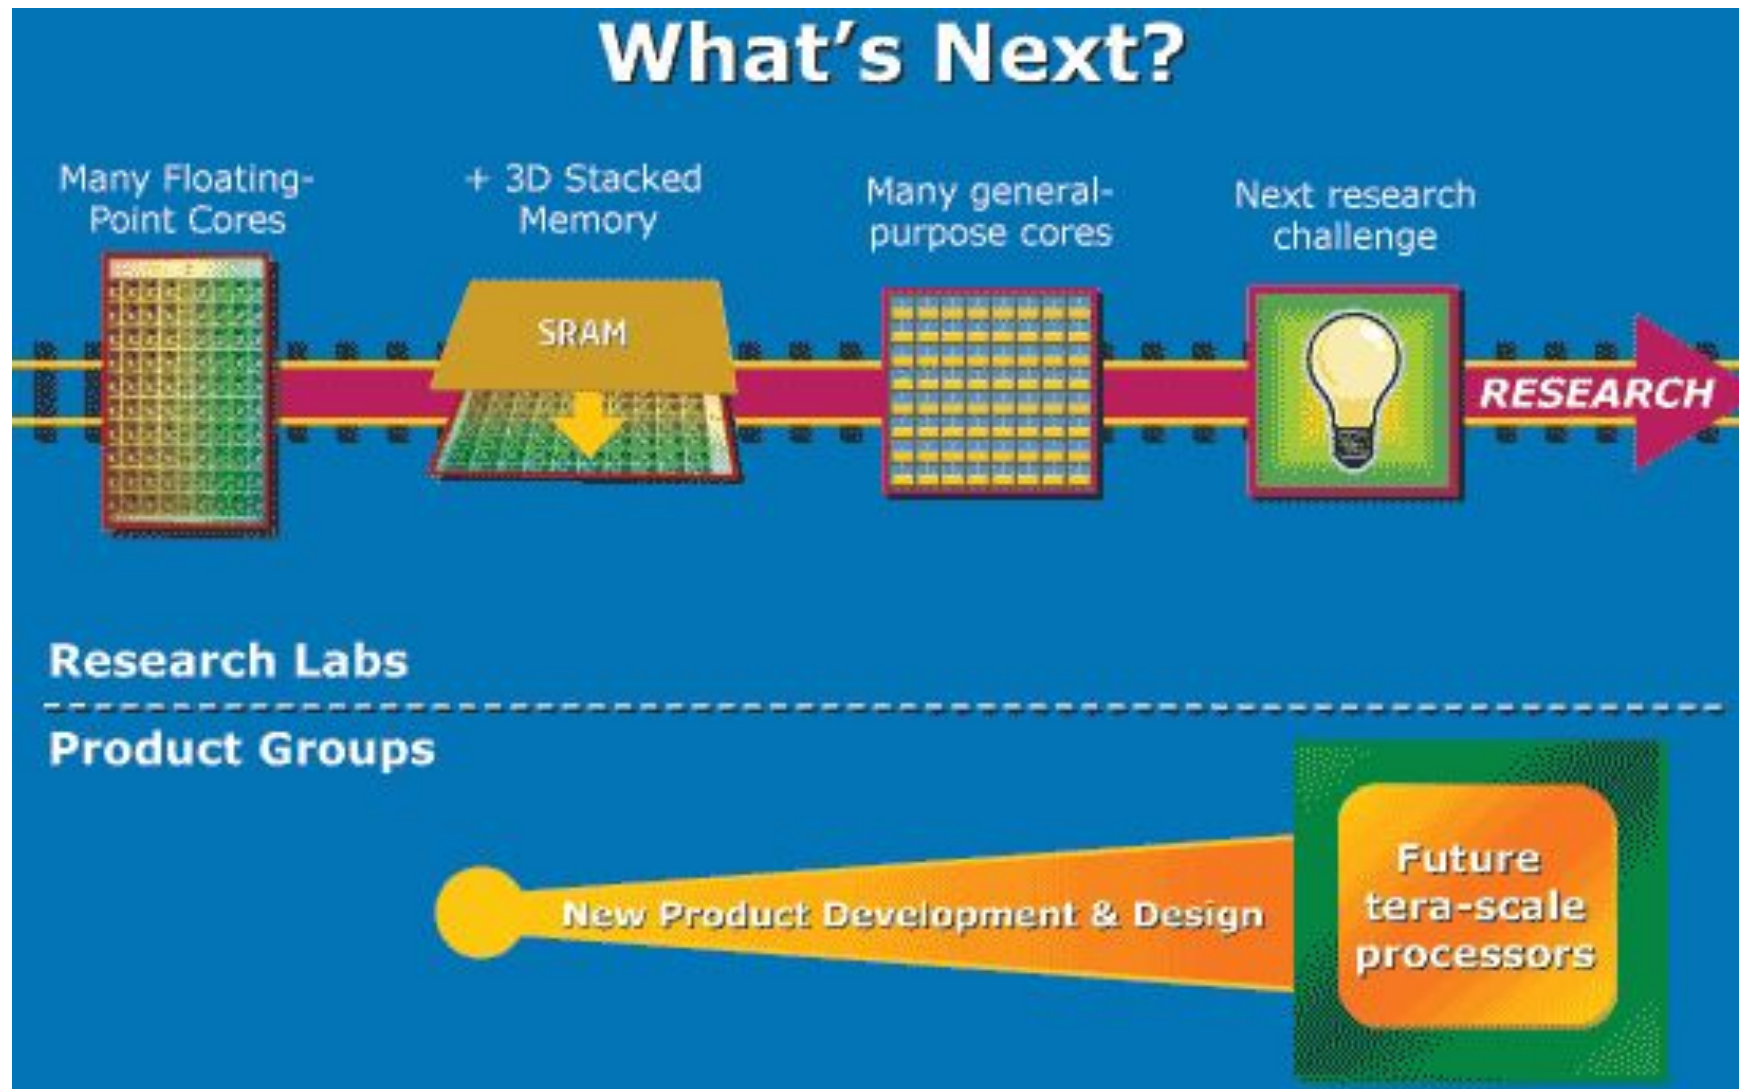 What's Next?
Many Floating-
Point Cores
+ 3D Stacked
Memory
Many general-
purpose cores
Next research
challenge
SRAM
RESEARCH
Research Labs
Product Groups
New Product Development & Design
Future
tera-scale
processors